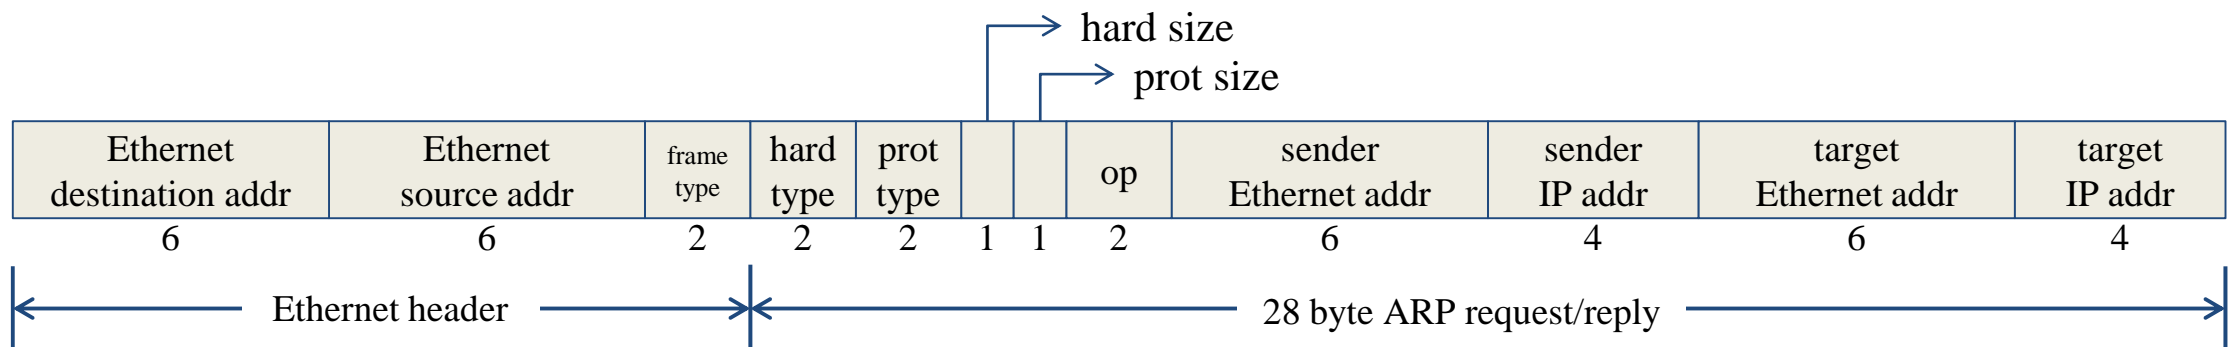 hard size
prot size
Ethernet
destination addr
Ethernet
source addr
frame
type
hard
type
prot
type
op
sender
Ethernet addr
sender
IP addr
target
Ethernet addr
target
IP addr
6 6 2 2 2 1 1 2 6 4 6 4
Ethernet header
28 byte ARP request/reply